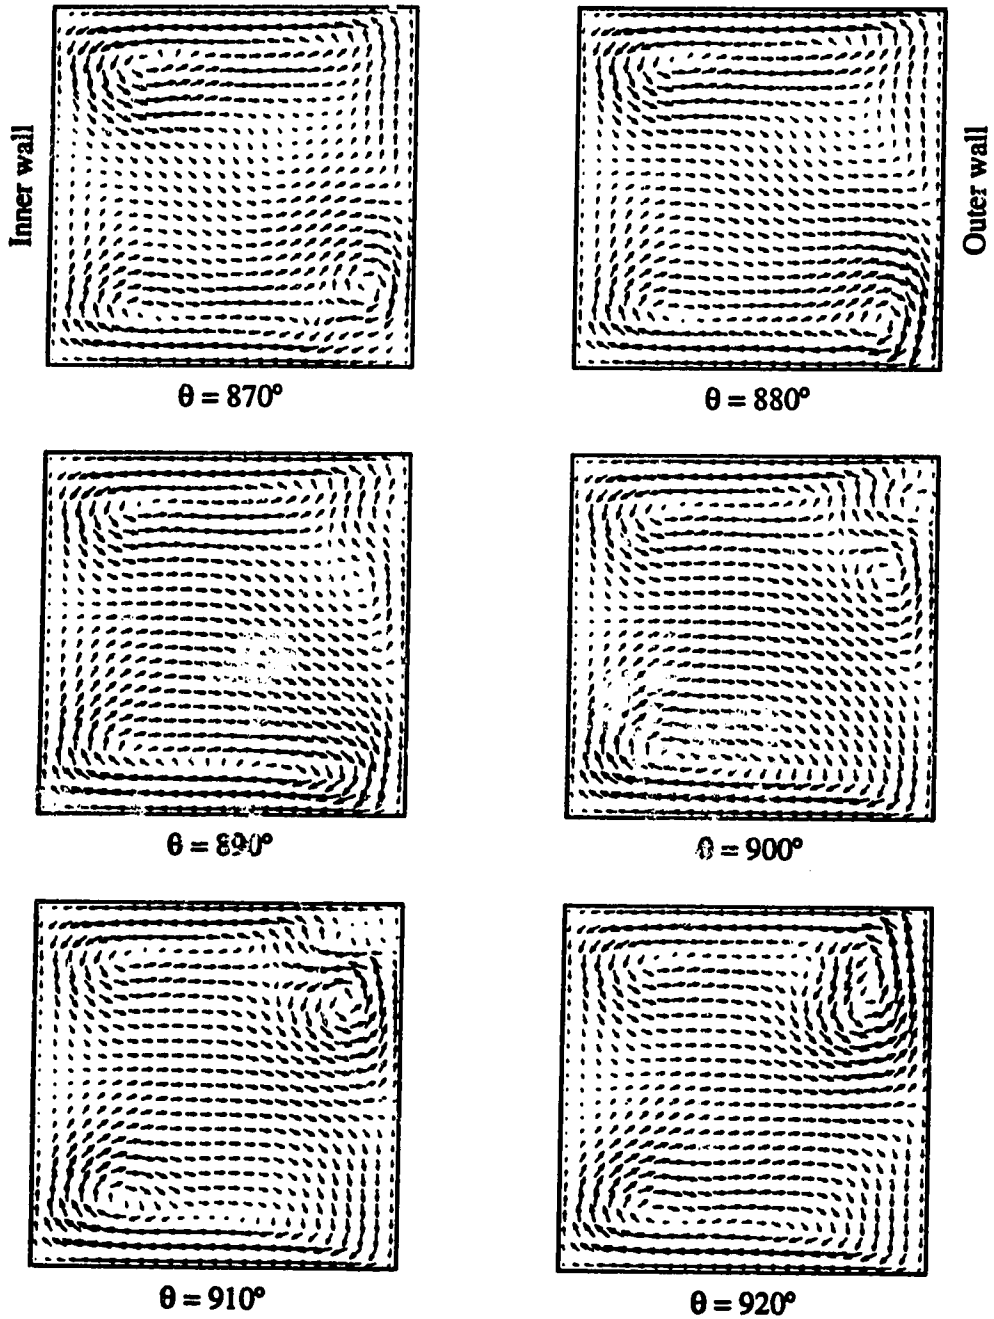 Inner wall
Outer wall
θ = 870°
θ = 880°
θ = 890°
θ = 900°
θ = 910°
θ = 920°